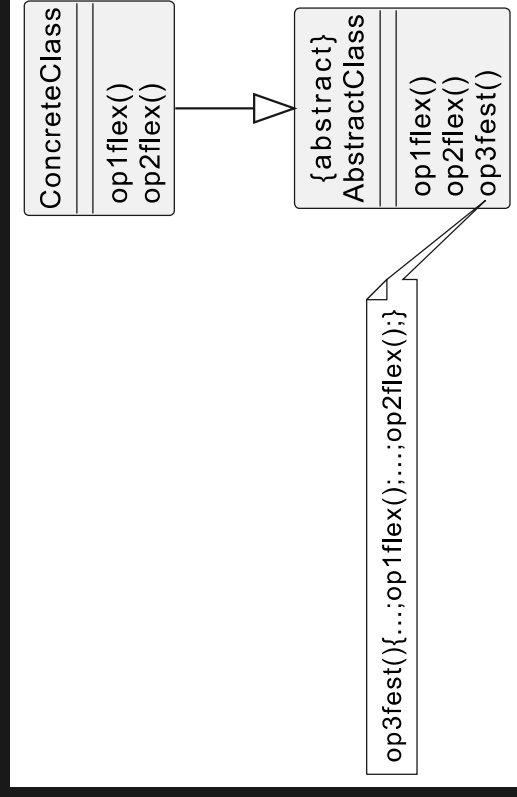 {abstract}
AbstractClass
op1flex()
op2flex()
op3fest()
op3fest(){...;op1flex();...;op2flex();}
ConcreteClass
op1flex()
op2flex()